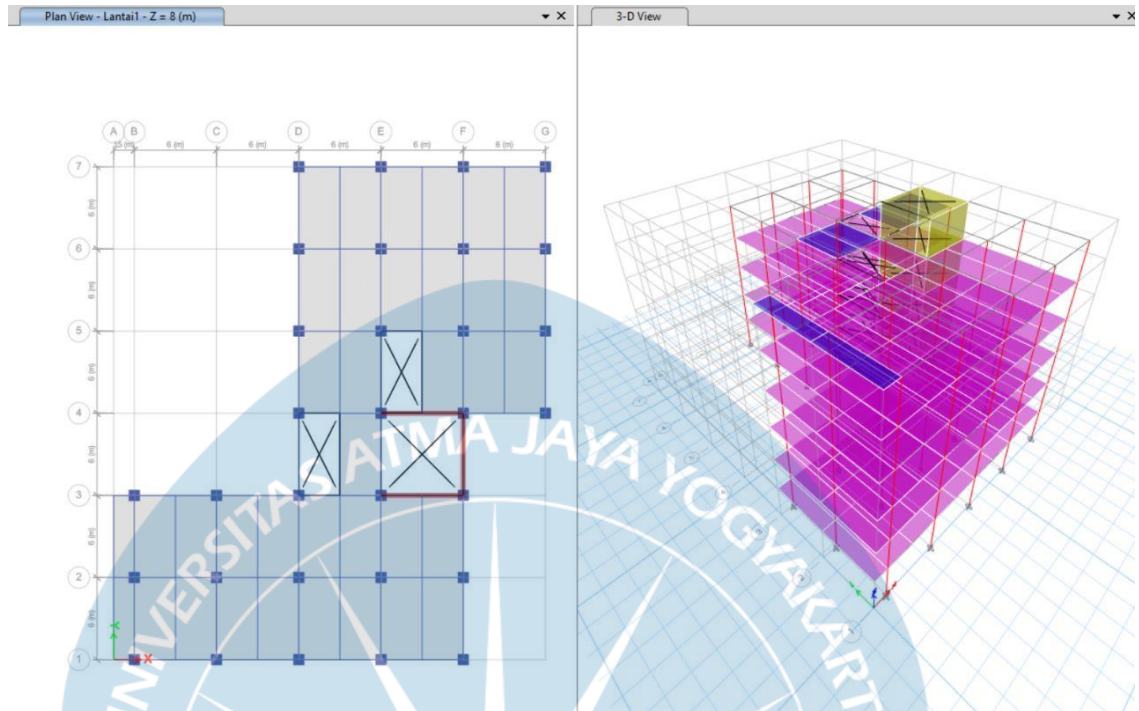 Plan View - Lantai1 - Z = 8 (m)
3-D View
A B C D E F G
6 (m) 6 (m) 6 (m) 6 (m) 6 (m)
7
6 (m)
6
6 (m)
5
6 (m)
4
6 (m)
3
6 (m)
2
6 (m)
1
Y
X
UNIVERSITAS ATMA JAYA YOGYAKART